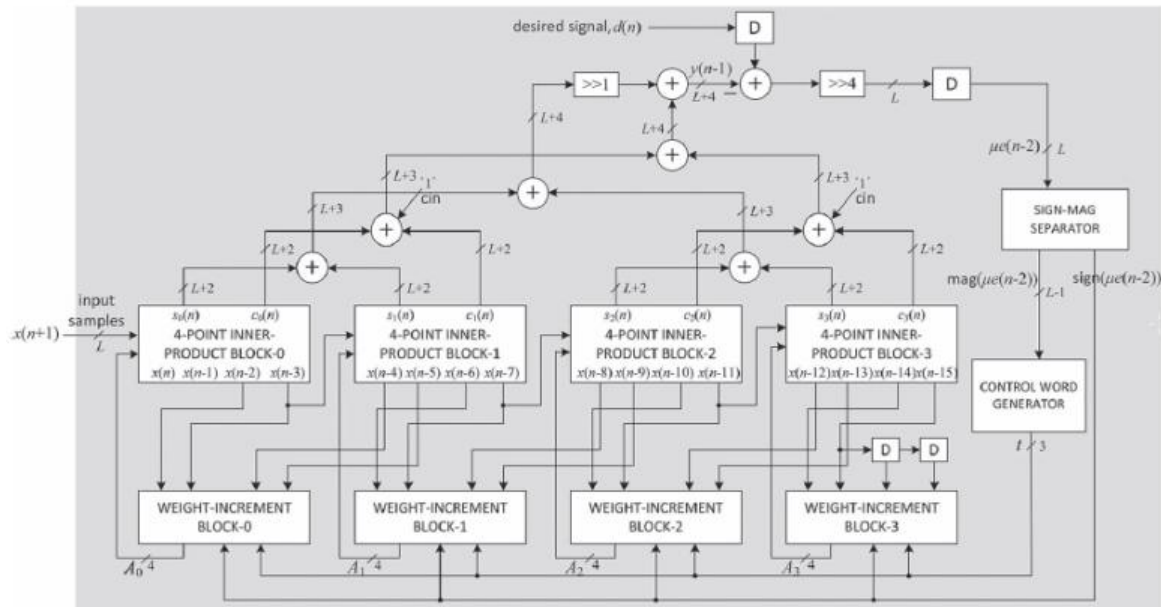 desired signal, d(n)
D
>>1
+
y(n-1)
L+4
−
+
>>4
L
D
L+4
L+4
+
μe(n-2)
L
L+3
'1'
cin
+
L+3
'1'
cin
L+3
+
L+3
+
SIGN-MAG
SEPARATOR
L+2
+
L+2
L+2
+
L+2
L+2
L+2
L+2
L+2
mag(μe(n-2))
sign(μe(n-2))
L-1
input
samples
x(n+1)
L
s₀(n) c₀(n)
4-POINT INNER-
PRODUCT BLOCK-0
x(n) x(n-1) x(n-2) x(n-3)
s₁(n) c₁(n)
4-POINT INNER-
PRODUCT BLOCK-1
x(n-4) x(n-5) x(n-6) x(n-7)
s₂(n) c₂(n)
4-POINT INNER-
PRODUCT BLOCK-2
x(n-8) x(n-9) x(n-10) x(n-11)
s₃(n) c₃(n)
4-POINT INNER-
PRODUCT BLOCK-3
x(n-12) x(n-13) x(n-14) x(n-15)
CONTROL WORD
GENERATOR
t 3
D
D
WEIGHT-INCREMENT
BLOCK-0
WEIGHT-INCREMENT
BLOCK-1
WEIGHT-INCREMENT
BLOCK-2
WEIGHT-INCREMENT
BLOCK-3
A₀ 4
A₁ 4
A₂ 4
A₃ 4